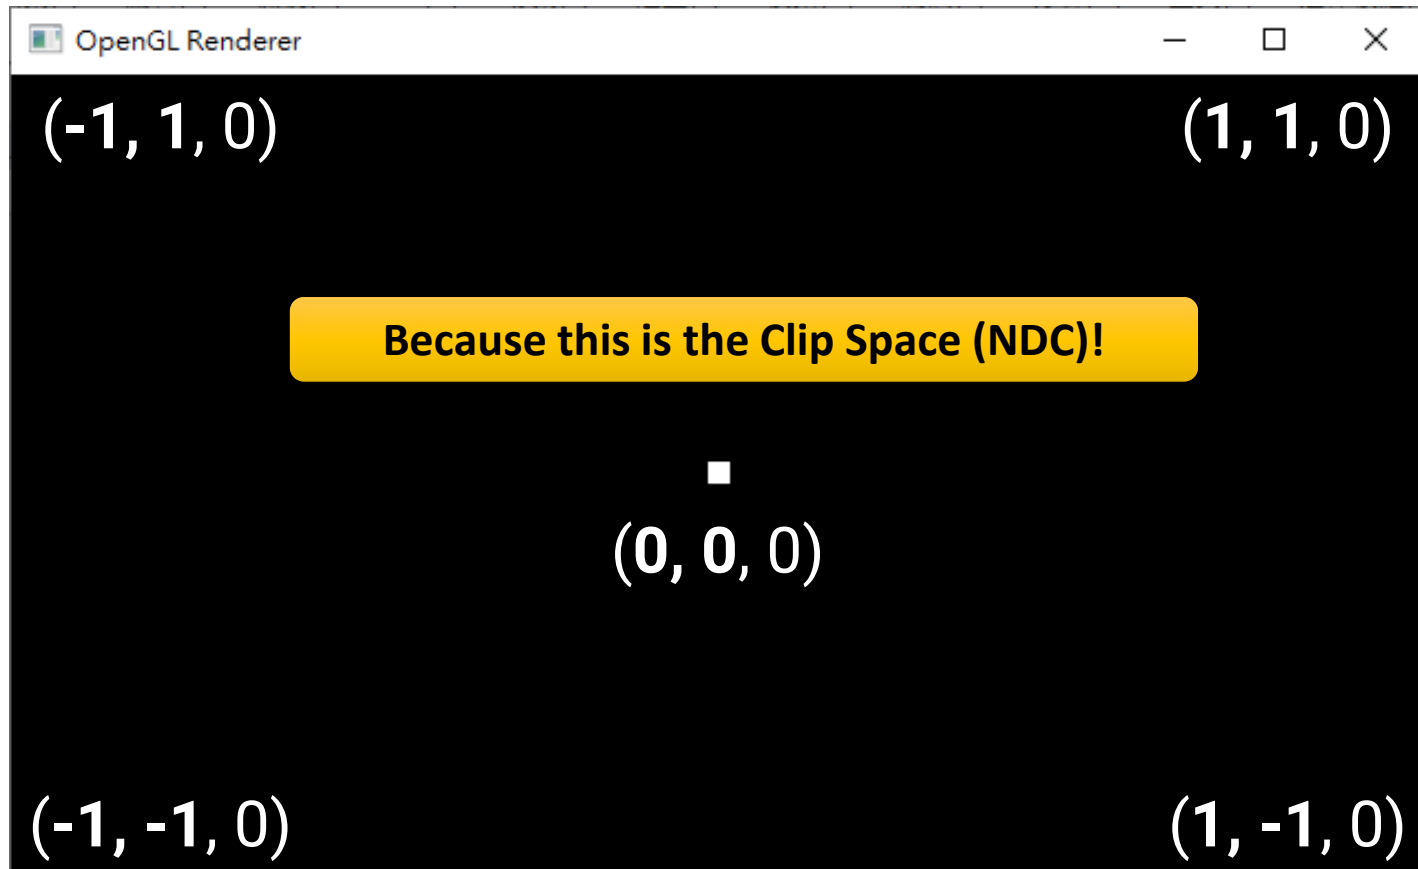 OpenGL Renderer
(-1, 1, 0)
(1, 1, 0)
Because this is the Clip Space (NDC)!
(0, 0, 0)
(-1, -1, 0)
(1, -1, 0)